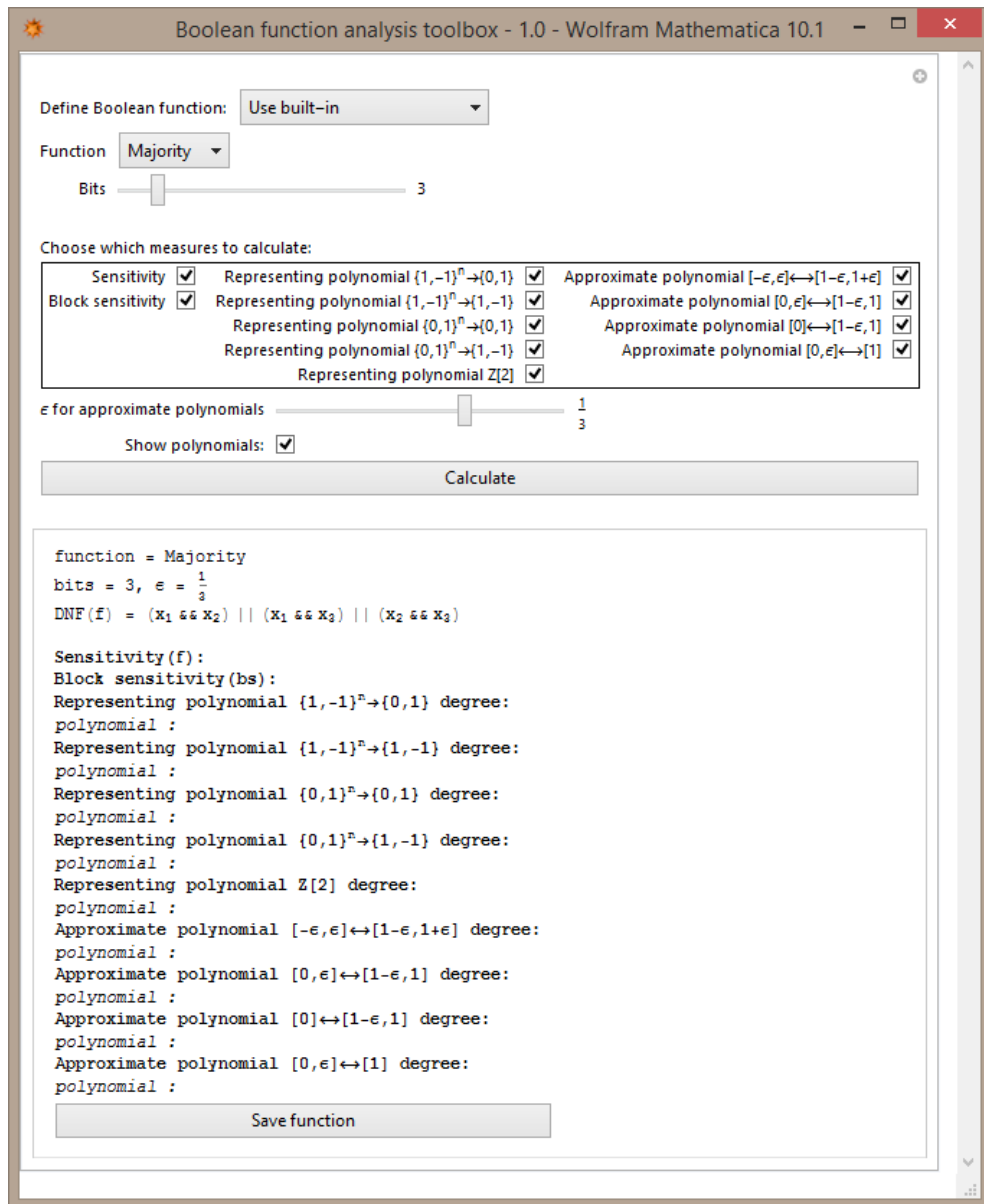 Boolean function analysis toolbox - 1.0 - Wolfram Mathematica 10.1
Define Boolean function: Use built-in
Function Majority
Bits 3
Choose which measures to calculate:
Sensitivity Representing polynomial {1,-1}ⁿ→{0,1} Approximate polynomial [-ϵ,ϵ]⟷[1-ϵ,1+ϵ]
Block sensitivity Representing polynomial {1,-1}ⁿ→{1,-1} Approximate polynomial [0,ϵ]⟷[1-ϵ,1]
Representing polynomial {0,1}ⁿ→{0,1} Approximate polynomial [0]⟷[1-ϵ,1]
Representing polynomial {0,1}ⁿ→{1,-1} Approximate polynomial [0,ϵ]⟷[1]
Representing polynomial Z[2]
ϵ for approximate polynomials 1/3
Show polynomials:
Calculate
function = Majority
bits = 3, ϵ = 1/3
DNF(f) = (x₁ && x₂) || (x₁ && x₃) || (x₂ && x₃)
Sensitivity(f):
Block sensitivity(bs):
Representing polynomial {1,-1}ⁿ→{0,1} degree:
polynomial :
Representing polynomial {1,-1}ⁿ→{1,-1} degree:
polynomial :
Representing polynomial {0,1}ⁿ→{0,1} degree:
polynomial :
Representing polynomial {0,1}ⁿ→{1,-1} degree:
polynomial :
Representing polynomial Z[2] degree:
polynomial :
Approximate polynomial [-ϵ,ϵ]↔[1-ϵ,1+ϵ] degree:
polynomial :
Approximate polynomial [0,ϵ]↔[1-ϵ,1] degree:
polynomial :
Approximate polynomial [0]↔[1-ϵ,1] degree:
polynomial :
Approximate polynomial [0,ϵ]↔[1] degree:
polynomial :
Save function